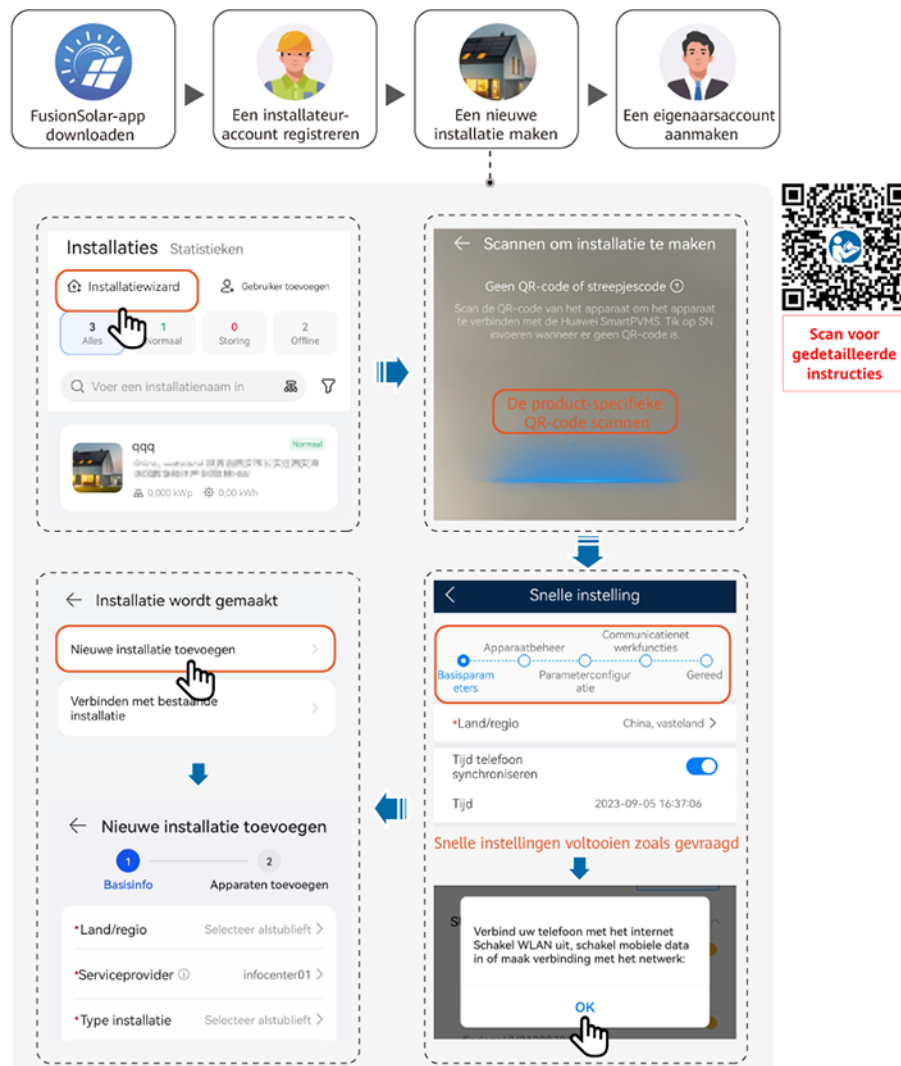 FusionSolar-app
downloaden
Een installateur-
account registreren
Een nieuwe
installatie maken
Een eigenaarsaccount
aanmaken
Installaties Statistieken
Installatiewizard
Gebruiker toevoegen
3
Alles
1
Normaal
0
Storing
2
Offline
Voer een installatienaam in
qqq
Normaal
China, vasteland
0,000 kWp 0,00 kWh
Scannen om installatie te maken
Geen QR-code of streepjescode
Scan de QR-code van het apparaat om het apparaat
te verbinden met de Huawei SmartPVMS. Tik op SN
invoeren wanneer er geen QR-code is.
De product-specifieke
QR-code scannen
Scan voor
gedetailleerde
instructies
Snelle instelling
Basisparam
eters
Apparaatbeheer
Parameterconfigur
atie
Communicatienet
werkfuncties
Gereed
*Land/regio China, vasteland >
Tijd telefoon
synchroniseren
Tijd 2023-09-05 16:37:06
Snelle instellingen voltooien zoals gevraagd
Verbind uw telefoon met het internet
Schakel WLAN uit, schakel mobiele data
in of maak verbinding met het netwerk:
OK
Installatie wordt gemaakt
Nieuwe installatie toevoegen >
Verbinden met bestaande
installatie >
Nieuwe installatie toevoegen
1
Basisinfo
2
Apparaten toevoegen
*Land/regio Selecteer alstublieft >
*Serviceprovider infocenter01 >
*Type installatie Selecteer alstublieft >